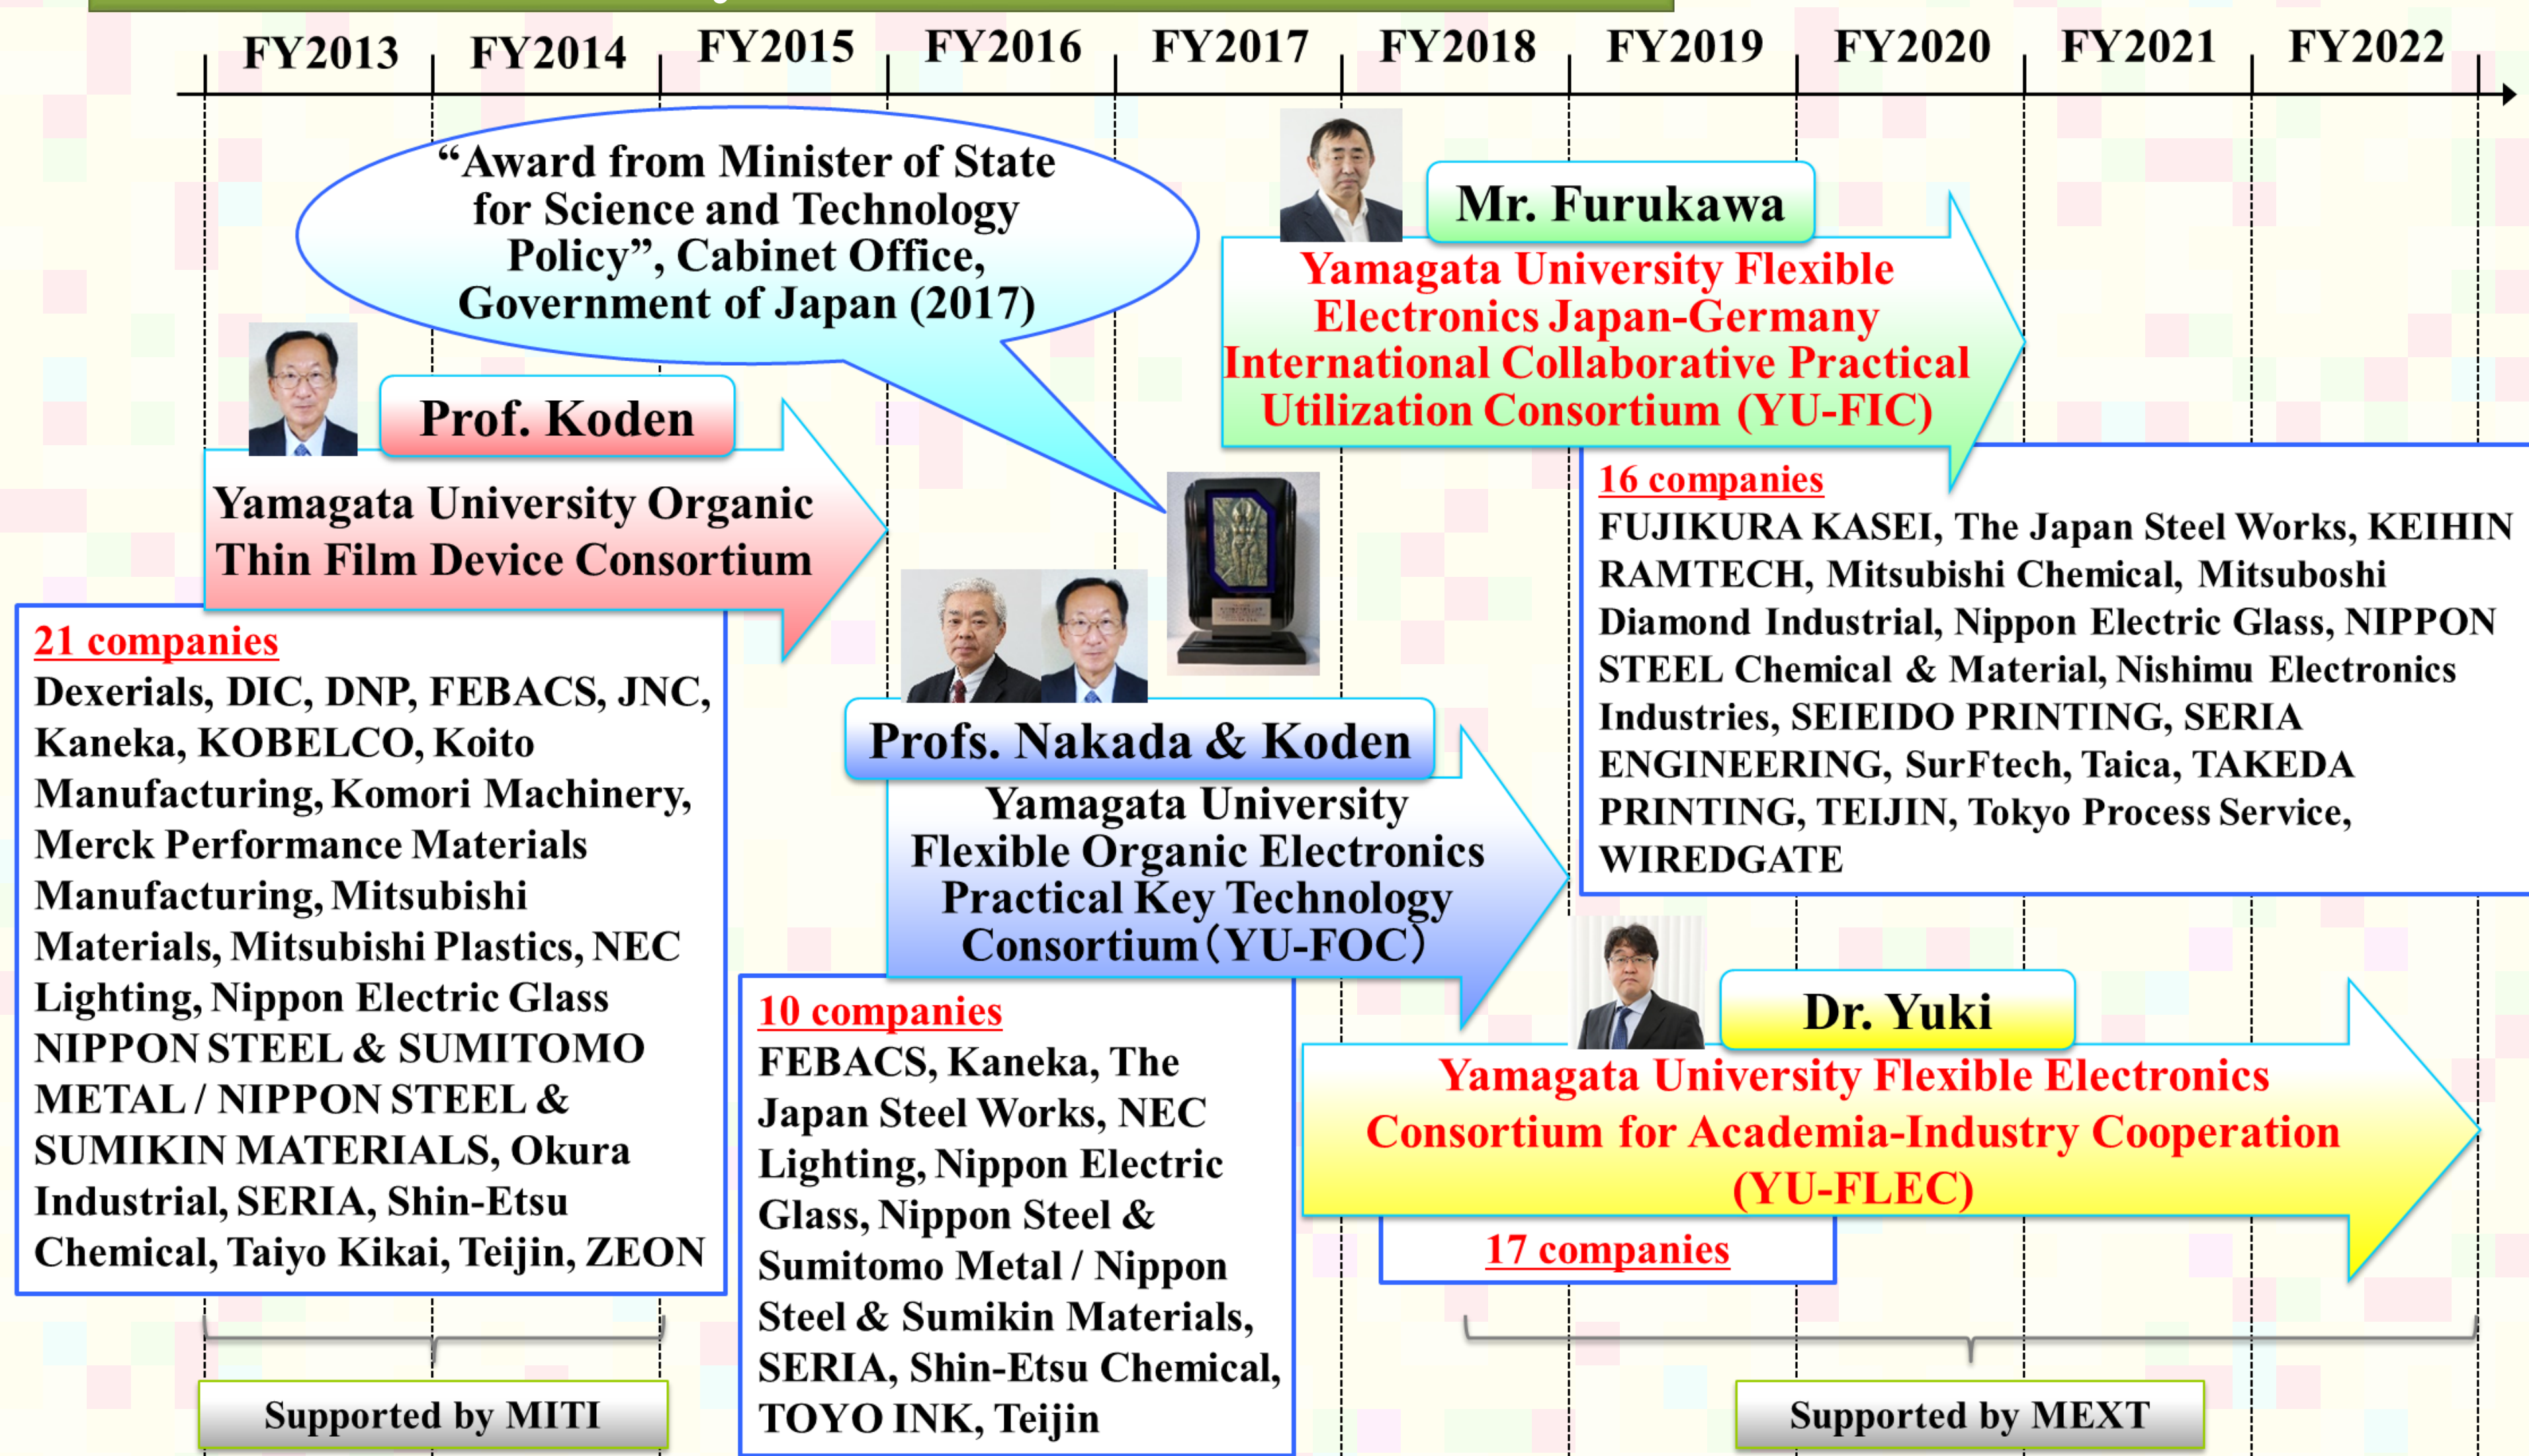 FY2013 FY2014 FY2015 FY2016 FY2017 FY2018 FY2019 FY2020 FY2021 FY2022
“Award from Minister of State
for Science and Technology
Policy”, Cabinet Office,
Government of Japan (2017)
Mr. Furukawa
Yamagata University Flexible
Electronics Japan-Germany
International Collaborative Practical
Utilization Consortium (YU-FIC)
Prof. Koden
Yamagata University Organic
Thin Film Device Consortium
16 companies
FUJIKURA KASEI, The Japan Steel Works, KEIHIN
RAMTECH, Mitsubishi Chemical, Mitsuboshi
Diamond Industrial, Nippon Electric Glass, NIPPON
STEEL Chemical & Material, Nishimu Electronics
Industries, SEIEIDO PRINTING, SERIA
ENGINEERING, SurFtech, Taica, TAKEDA
PRINTING, TEIJIN, Tokyo Process Service,
WIREDGATE
21 companies
Dexerials, DIC, DNP, FEBACS, JNC,
Kaneka, KOBELCO, Koito
Manufacturing, Komori Machinery,
Merck Performance Materials
Manufacturing, Mitsubishi
Materials, Mitsubishi Plastics, NEC
Lighting, Nippon Electric Glass
NIPPON STEEL & SUMITOMO
METAL / NIPPON STEEL &
SUMIKIN MATERIALS, Okura
Industrial, SERIA, Shin-Etsu
Chemical, Taiyo Kikai, Teijin, ZEON
Profs. Nakada & Koden
Yamagata University
Flexible Organic Electronics
Practical Key Technology
Consortium（YU-FOC）
10 companies
FEBACS, Kaneka, The
Japan Steel Works, NEC
Lighting, Nippon Electric
Glass, Nippon Steel &
Sumitomo Metal / Nippon
Steel & Sumikin Materials,
SERIA, Shin-Etsu Chemical,
TOYO INK, Teijin
Dr. Yuki
Yamagata University Flexible Electronics
Consortium for Academia-Industry Cooperation
(YU-FLEC)
17 companies
Supported by MITI
Supported by MEXT